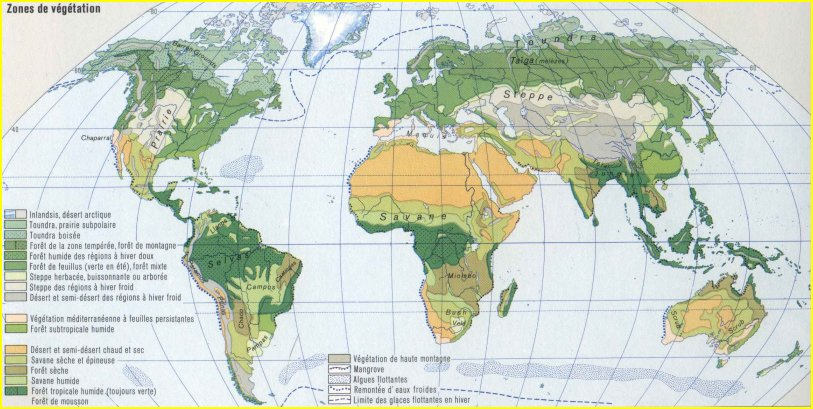 Zones de végétation
Toundra
Taïga (mélèzes)
Steppe
Prairie
Chaparral
Maquis
40
Savane
Selvas
Campos
Miombo
Chaco
Pampas
Bush
Veld
Scrub
Scrub
Inlandsis, désert arctique
Toundra, prairie subpolaire
Toundra boisée
Forêt de la zone tempérée, forêt de montagne
Forêt humide des régions à hiver doux
Forêt de feuillus (verte en été), forêt mixte
Steppe herbacée, buissonnante ou arborée
Steppe des régions à hiver froid
Désert et semi-désert des régions à hiver froid
Végétation méditerranéenne à feuilles persistantes
Forêt subtropicale humide
Désert et semi-désert chaud et sec
Savane sèche et épineuse
Forêt sèche
Savane humide
Forêt tropicale humide (toujours verte)
Forêt de mousson
Végétation de haute montagne
Mangrove
Algues flottantes
Remontée d'eaux froides
Limite des glaces flottantes en hiver